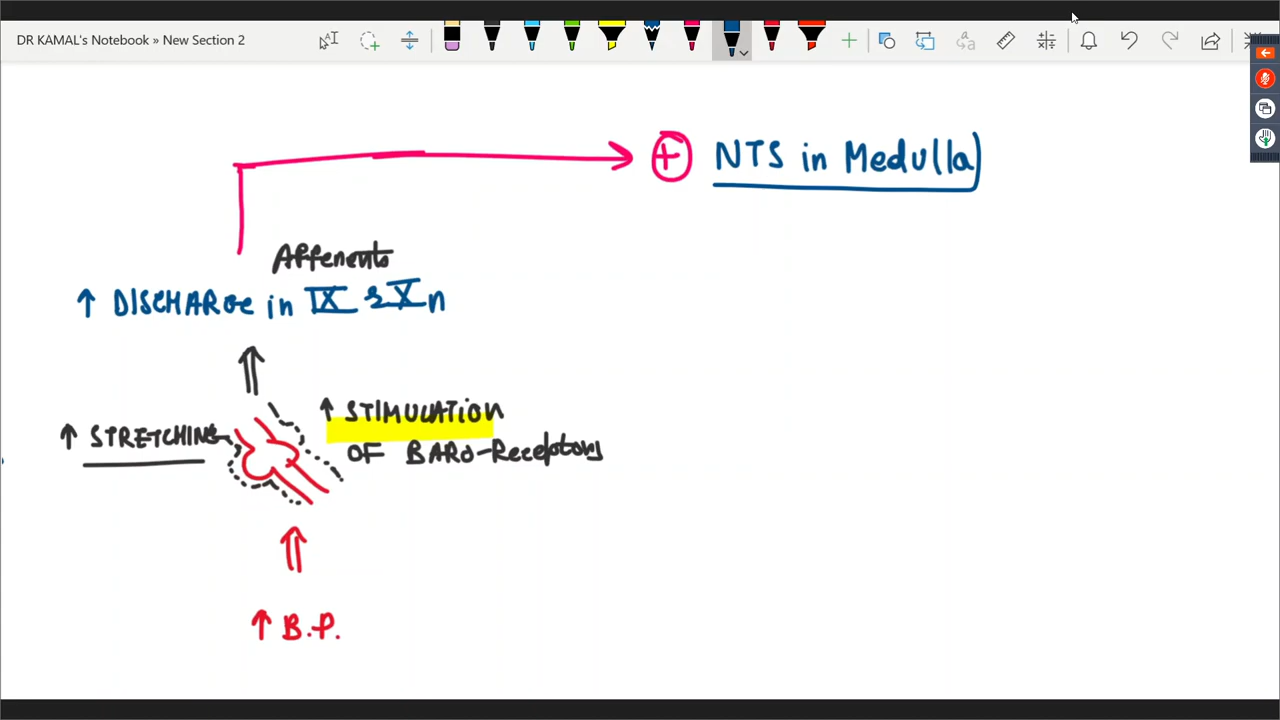 DR KAMAL's Notebook » New Section 2
⊕ NTS in Medulla
Afferents
↑ DISCHARGE in IX & X n
↑ STIMULATION
↑ STRETCHING
OF BARO-Receptors
↑ B.P.